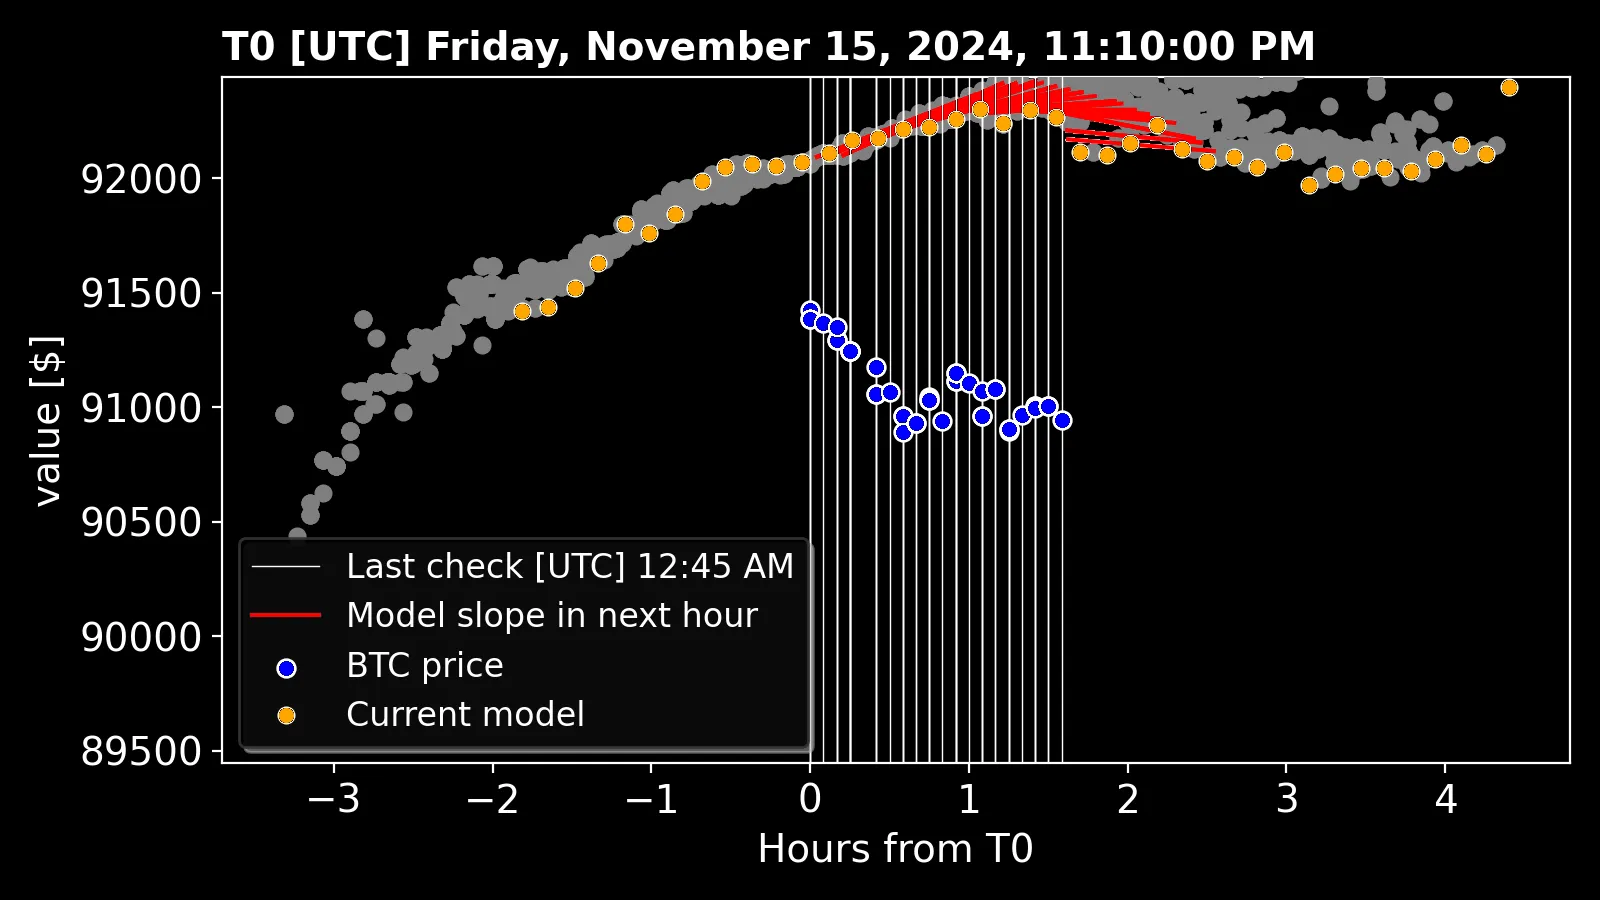 T0 [UTC] Friday, November 15, 2024, 11:10:00 PM
value [$]
92000
91500
91000
90500
90000
89500
Last check [UTC] 12:45 AM
Model slope in next hour
BTC price
Current model
−3 −2 −1 0 1 2 3 4
Hours from T0